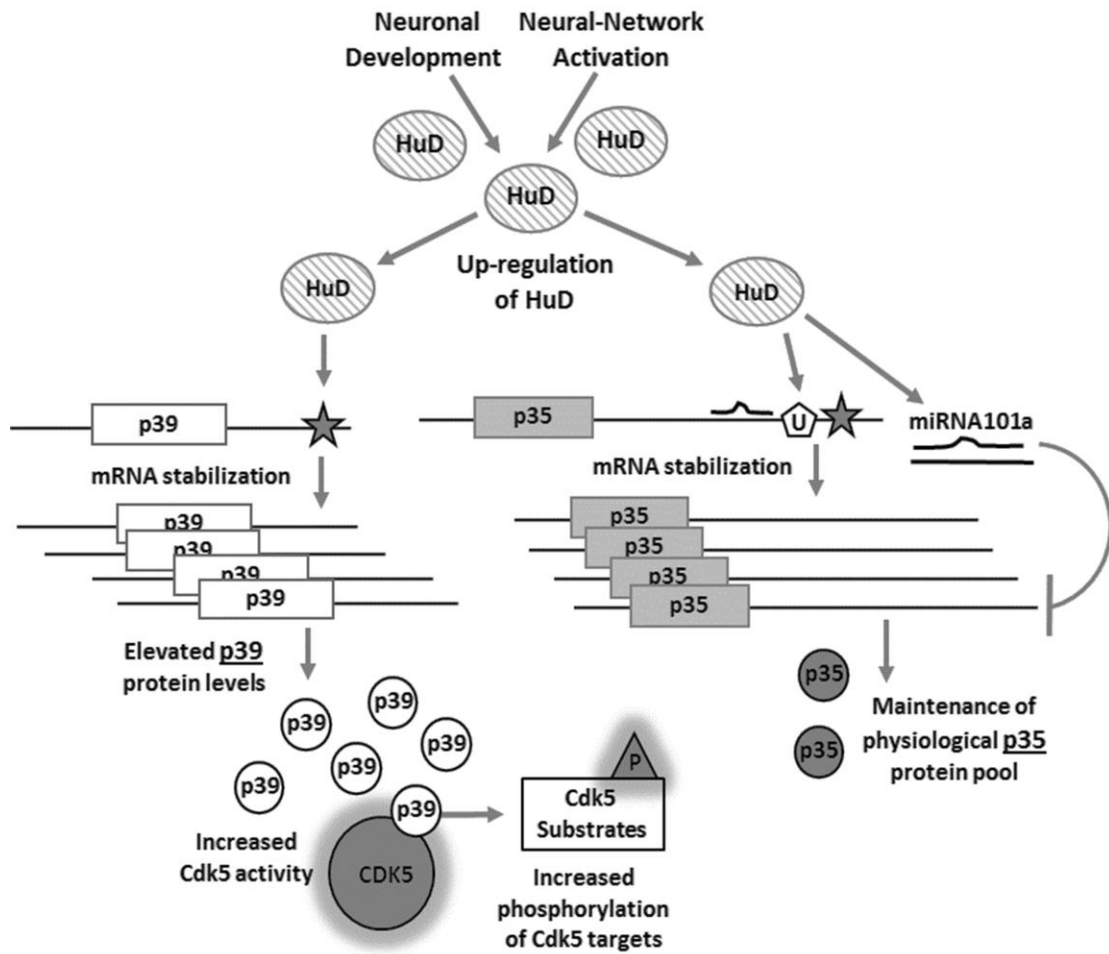 Neuronal
Development
Neural-Network
Activation
HuD
HuD
HuD
Up-regulation
of HuD
HuD
HuD
p39
p35
U
miRNA101a
mRNA stabilization
mRNA stabilization
p39
p39
p39
p39
p35
p35
p35
p35
Elevated p39
protein levels
p39
p39
p39
p39
p39
p39
Increased
Cdk5 activity
CDK5
P
Cdk5
Substrates
Increased
phosphorylation
of Cdk5 targets
p35
p35
Maintenance of
physiological p35
protein pool